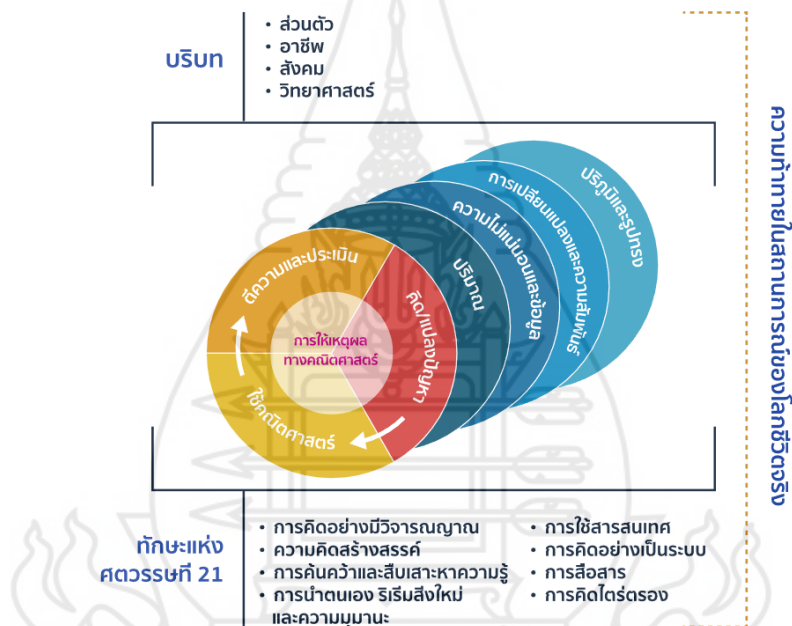 บริบท
• ส่วนตัว
• อาชีพ
• สังคม
• วิทยาศาสตร์
ความท้าทายในสถานการณ์ของโลกชีวิตจริง
ปริภูมิและรูปทรง
การเปลี่ยนแปลงและความสัมพันธ์
ความไม่แน่นอนและข้อมูล
ปริมาณ
คิด/แปลงปัญหา
ตีความและประเมิน
ใช้คณิตศาสตร์
การให้เหตุผล
ทางคณิตศาสตร์
ทักษะแห่ง
ศตวรรษที่ 21
• การคิดอย่างมีวิจารณญาณ
• ความคิดสร้างสรรค์
• การค้นคว้าและสืบเสาะหาความรู้
• การนำตนเอง ริเริ่มสิ่งใหม่
และความมุมานะ
• การใช้สารสนเทศ
• การคิดอย่างเป็นระบบ
• การสื่อสาร
• การคิดไตร่ตรอง